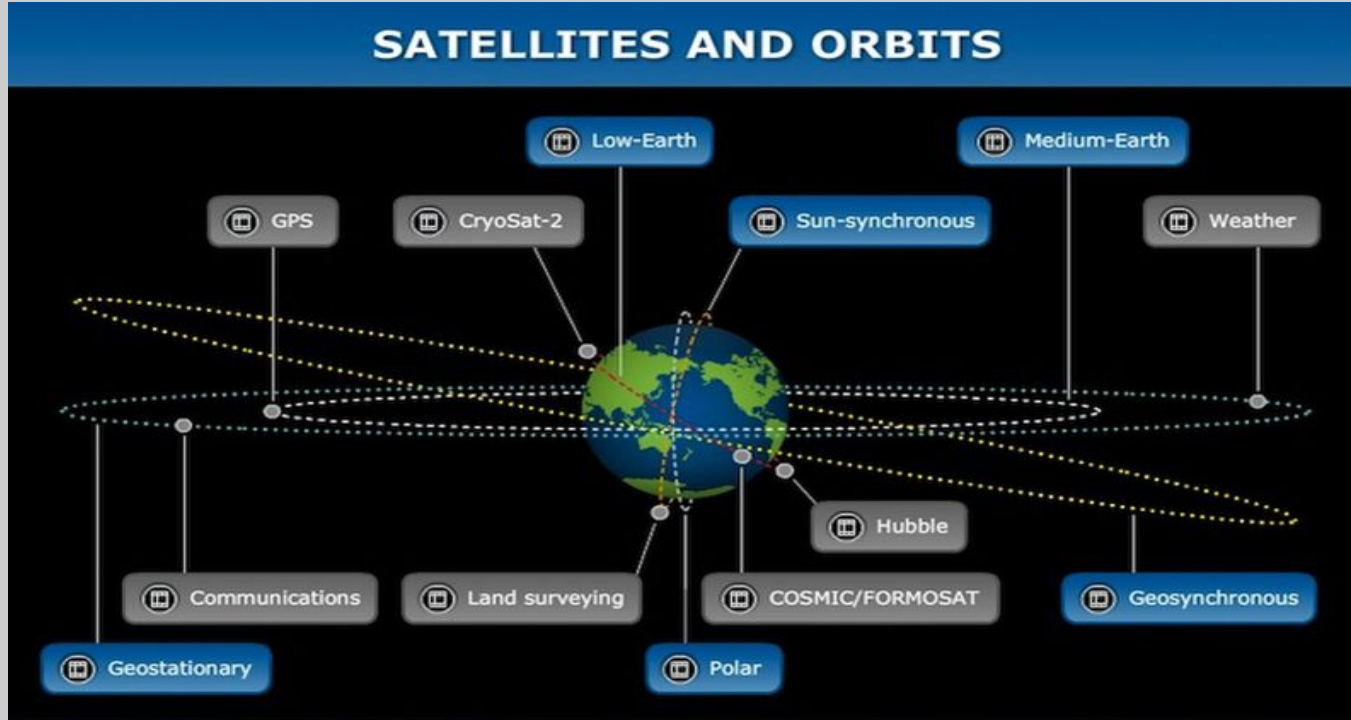 SATELLITES AND ORBITS
Low-Earth
Medium-Earth
GPS
CryoSat-2
Sun-synchronous
Weather
Hubble
Communications
Land surveying
COSMIC/FORMOSAT
Geosynchronous
Geostationary
Polar